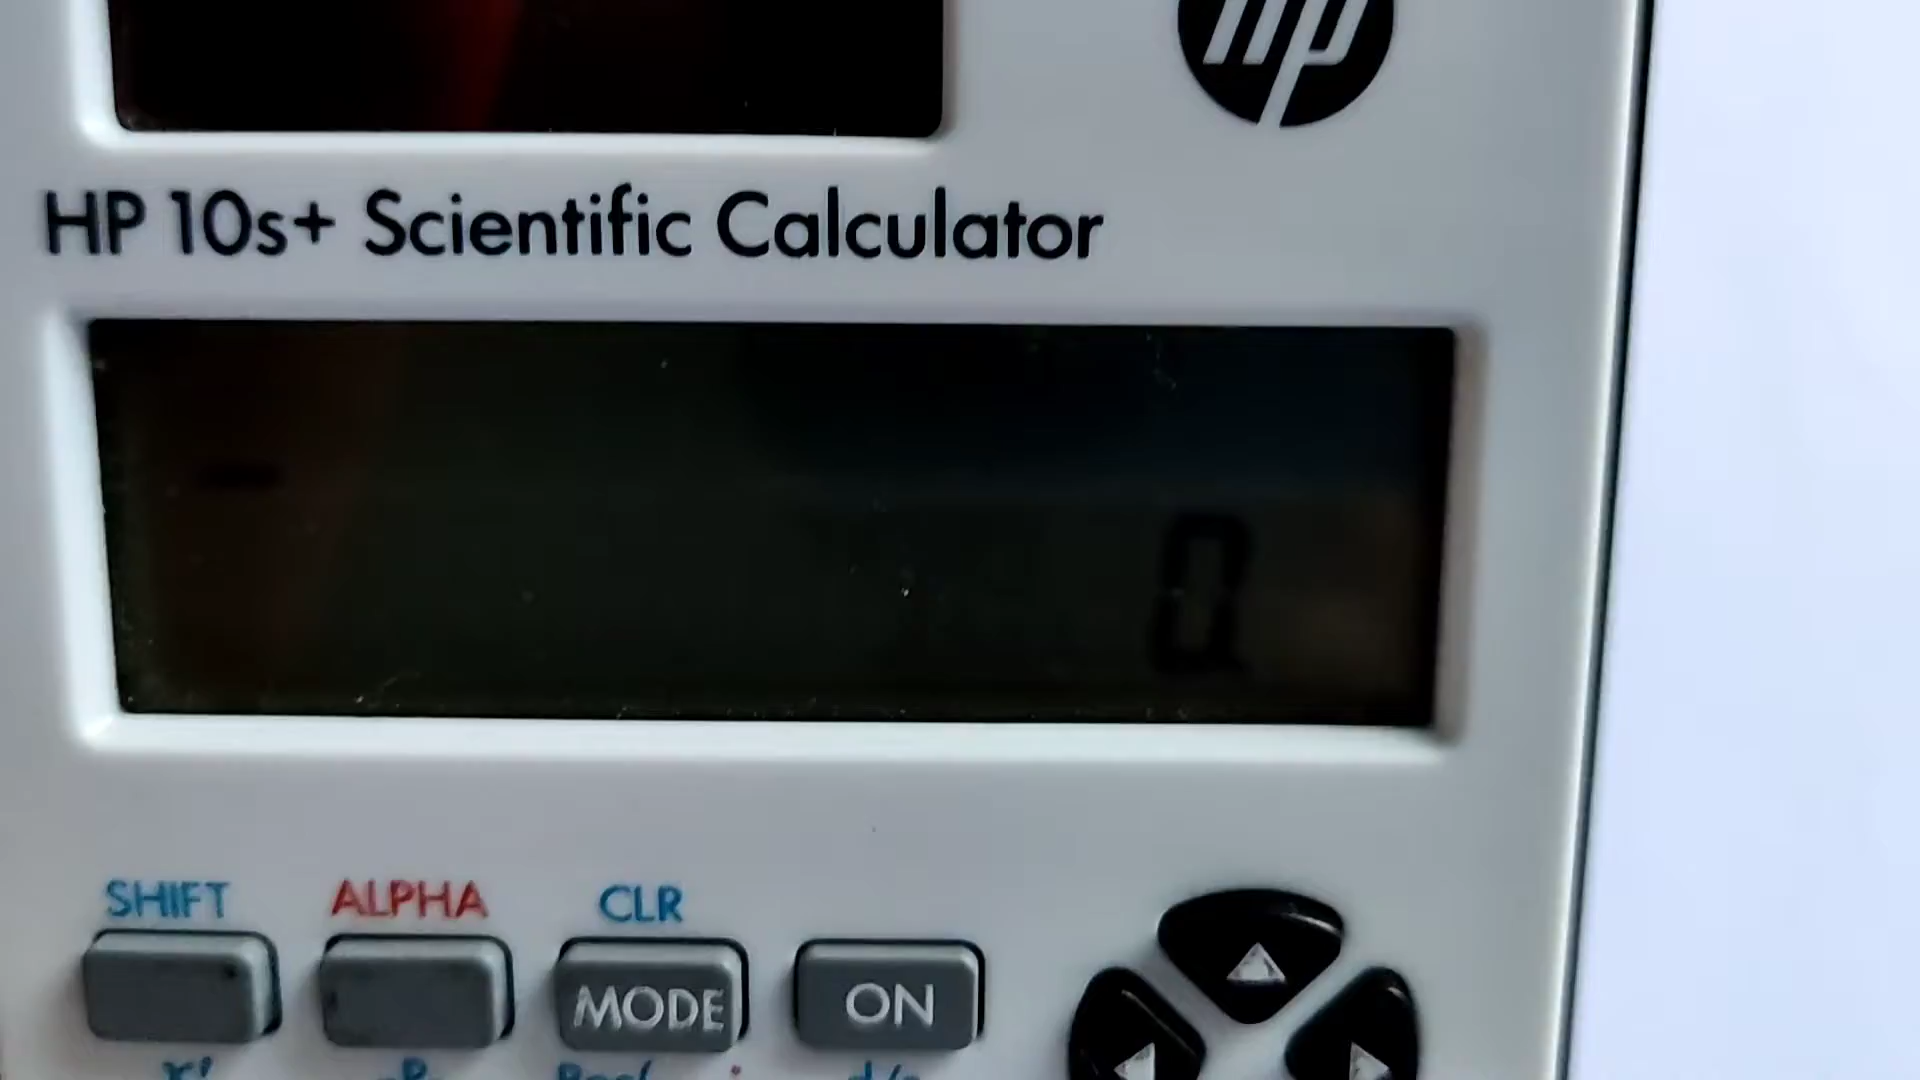 hp
HP 10s+ Scientific Calculator
0
SHIFT ALPHA CLR
MODE ON